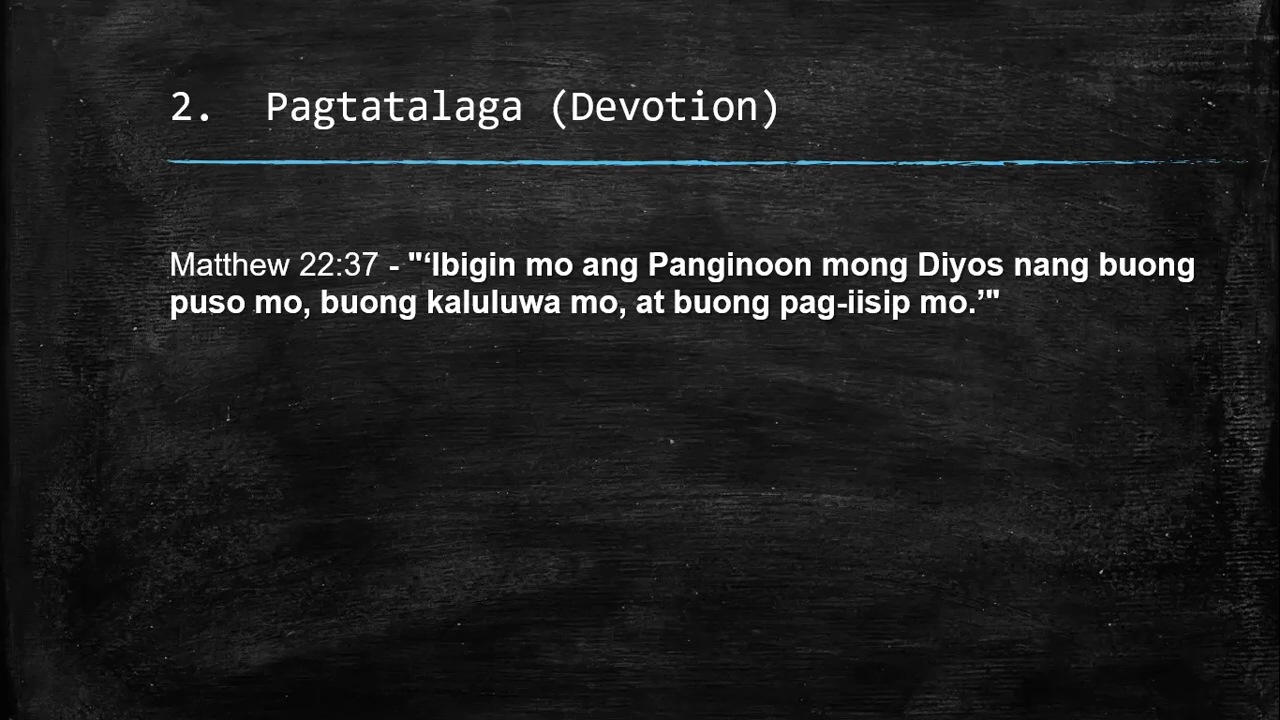 2. Pagtatalaga (Devotion)
Matthew 22:37 - "‘Ibigin mo ang Panginoon mong Diyos nang buong
puso mo, buong kaluluwa mo, at buong pag-iisip mo.’"